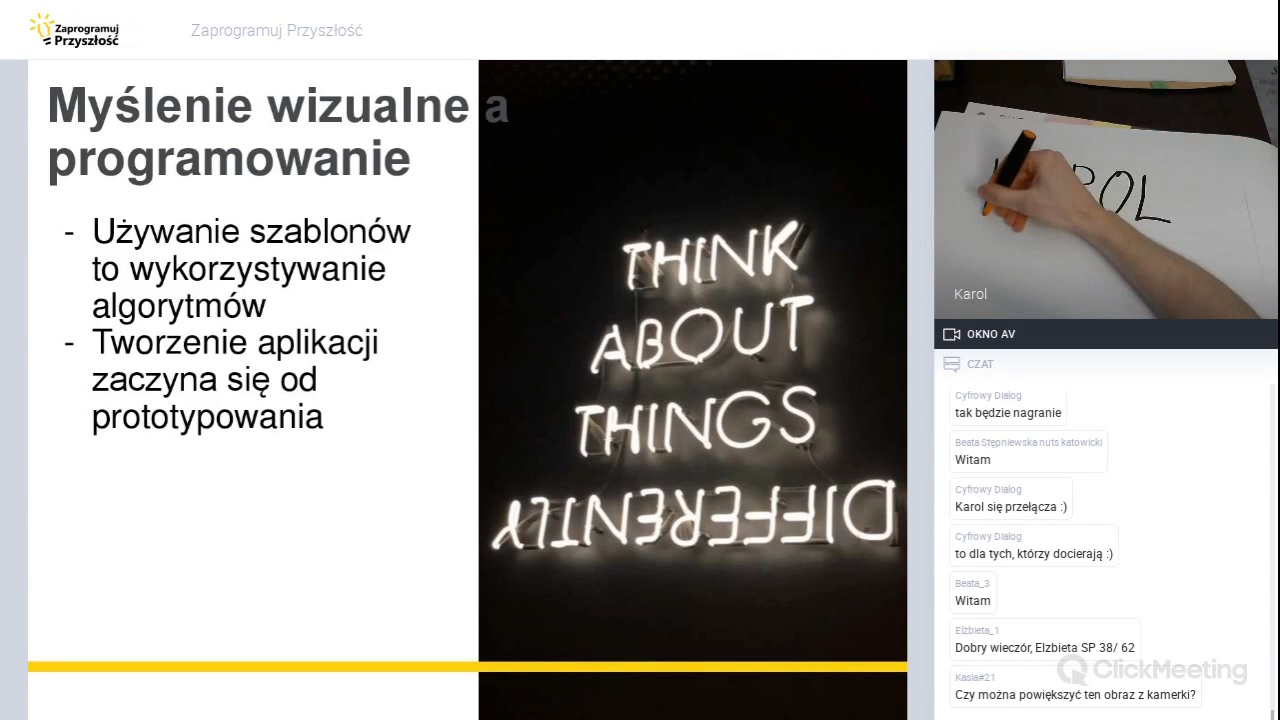 Zaprogramuj
Przyszłość
Zaprogramuj Przyszłość
Myślenie wizualne a
programowanie
- Używanie szablonów
to wykorzystywanie
algorytmów
- Tworzenie aplikacji
zaczyna się od
prototypowania
THINK
ABOUT
THINGS
DIFFERENTLY
OL
Karol
OKNO AV
CZAT
Cyfrowy Dialog
tak będzie nagranie
Beata Stępniewska nuts katowicki
Witam
Cyfrowy Dialog
Karol się przełącza :)
Cyfrowy Dialog
to dla tych, którzy docierają :)
Beata_3
Witam
Elżbieta_1
Dobry wieczór, Elzbieta SP 38/ 62
Kasia#21
Czy można powiększyć ten obraz z kamerki?
ClickMeeting